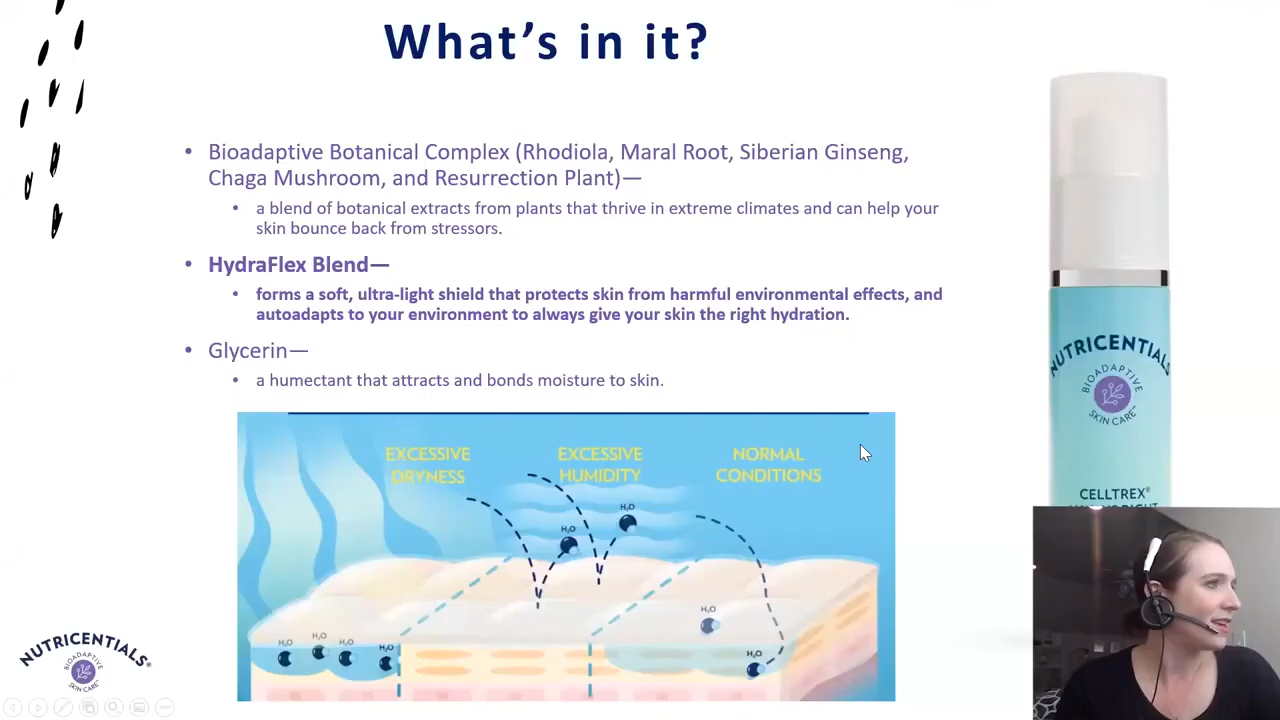 What's in it?
• Bioadaptive Botanical Complex (Rhodiola, Maral Root, Siberian Ginseng,
Chaga Mushroom, and Resurrection Plant)—
• a blend of botanical extracts from plants that thrive in extreme climates and can help your
skin bounce back from stressors.
• HydraFlex Blend—
• forms a soft, ultra-light shield that protects skin from harmful environmental effects, and
autoadapts to your environment to always give your skin the right hydration.
• Glycerin—
• a humectant that attracts and bonds moisture to skin.
EXCESSIVE
DRYNESS
EXCESSIVE
HUMIDITY
NORMAL
CONDITIONS
H₂O
H₂O
H₂O
H₂O
H₂O
H₂O
H₂O
H₂O
NUTRICENTIALS
BIOADAPTIVE
SKIN CARE™
CELLTREX®
NUTRICENTIALS®
BIOADAPTIVE
SKIN CARE™